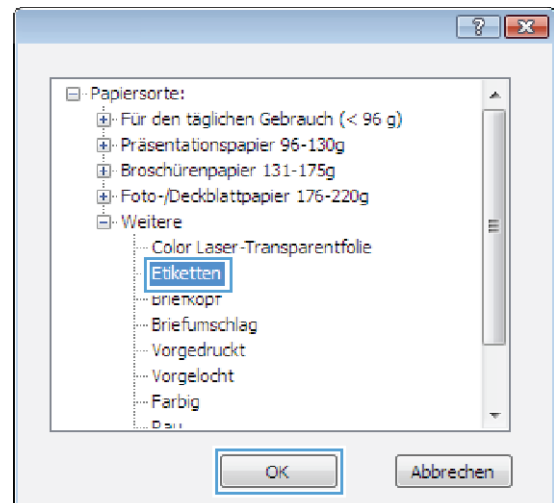 Papiersorte:
Für den täglichen Gebrauch (< 96 g)
Präsentationspapier 96-130g
Broschürenpapier 131-175g
Foto-/Deckblattpapier 176-220g
Weitere
Color Laser-Transparentfolie
Etiketten
Briefkopf
Briefumschlag
Vorgedruckt
Vorgelocht
Farbig
OK Abbrechen